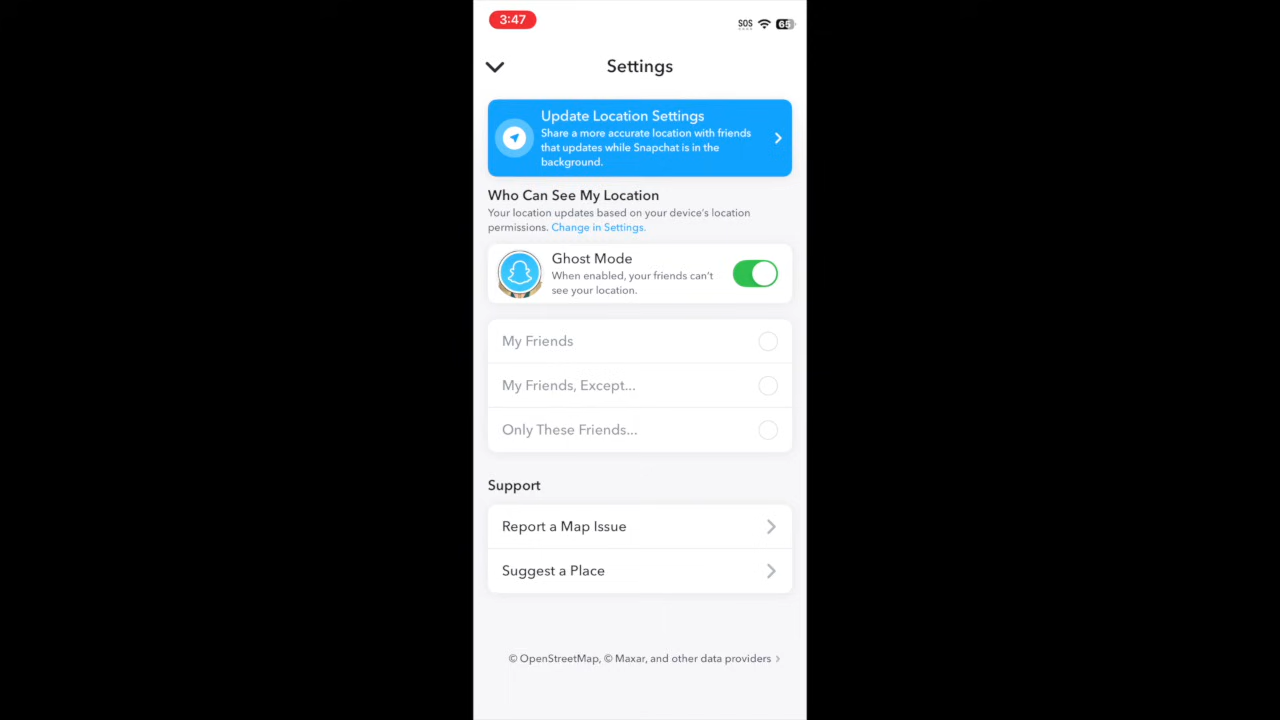 3:47
SOS
65
Settings
Update Location Settings
Share a more accurate location with friends
that updates while Snapchat is in the
background.
Who Can See My Location
Your location updates based on your device's location
permissions. Change in Settings.
Ghost Mode
When enabled, your friends can't
see your location.
My Friends
My Friends, Except...
Only These Friends...
Support
Report a Map Issue
Suggest a Place
© OpenStreetMap, © Maxar, and other data providers